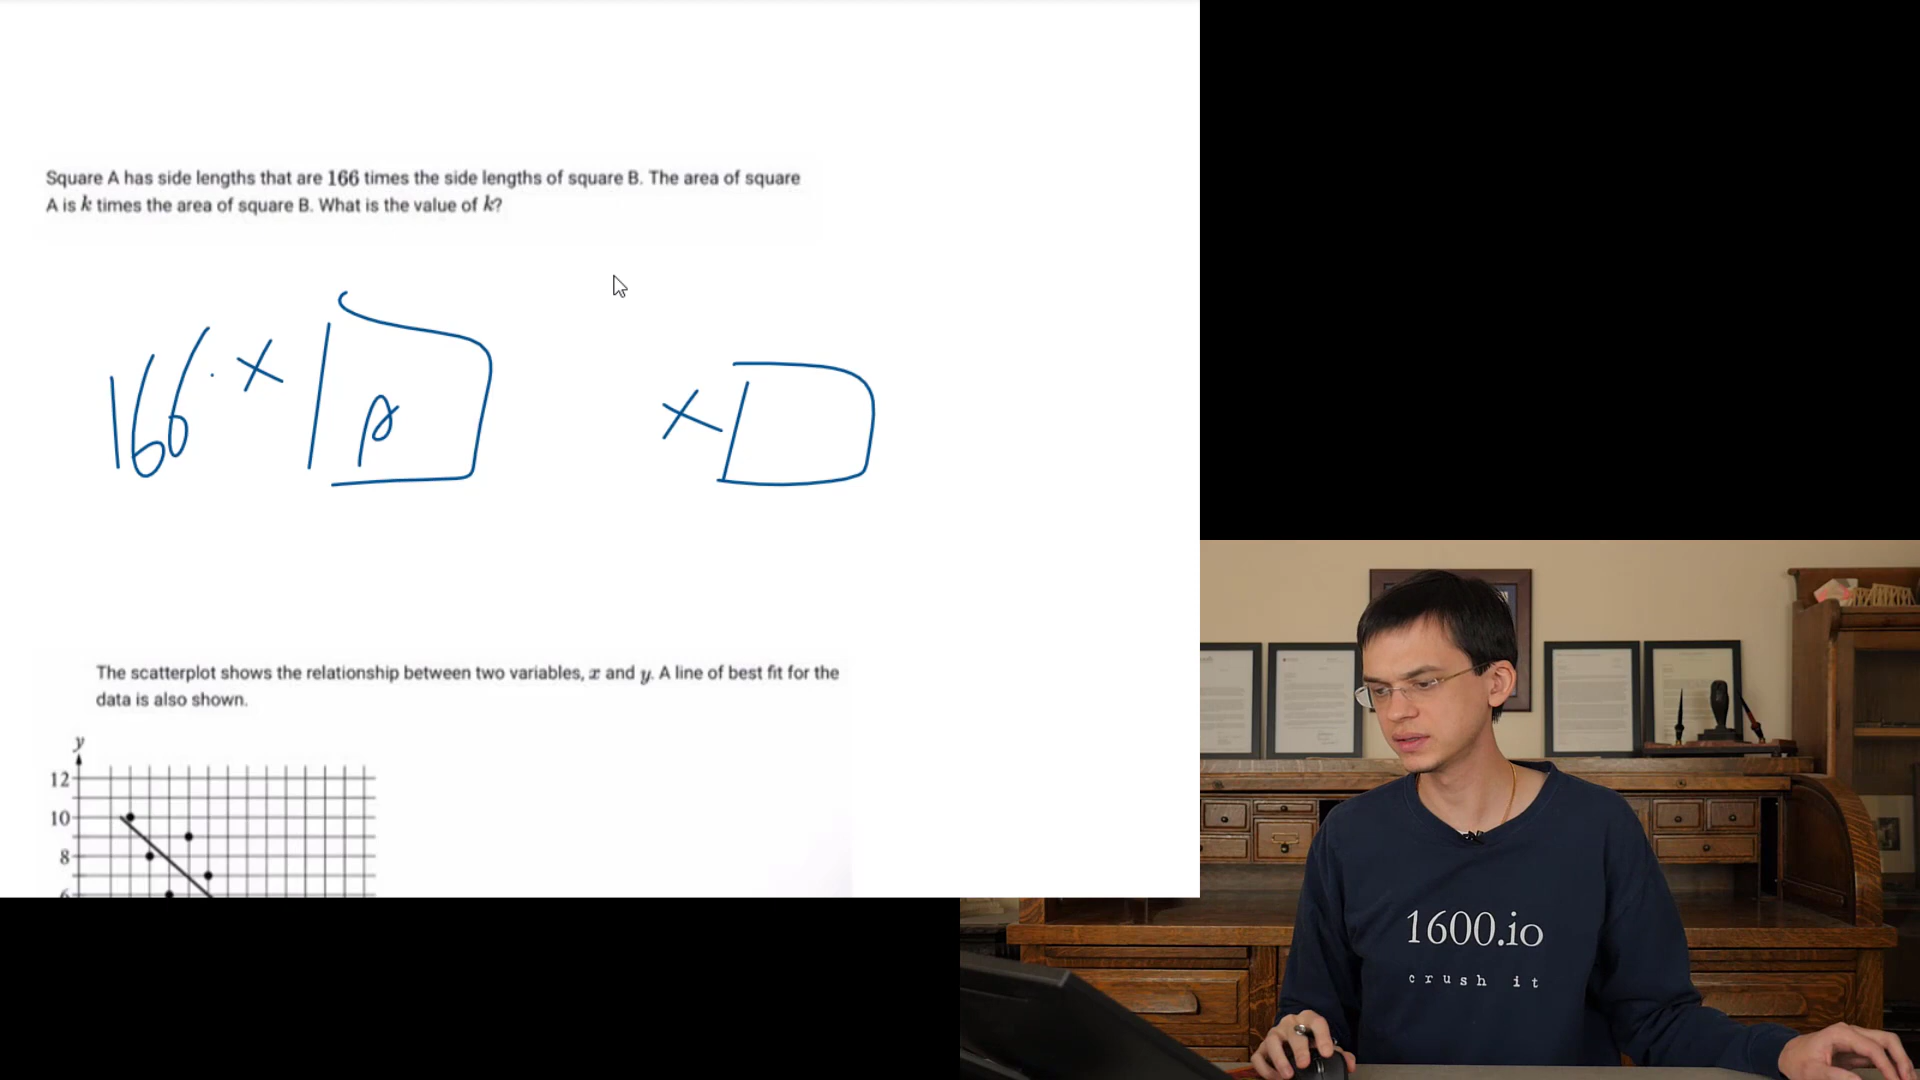 Square A has side lengths that are 166 times the side lengths of square B. The area of square
A is k times the area of square B. What is the value of k?
166 · x
A
x
The scatterplot shows the relationship between two variables, x and y. A line of best fit for the
data is also shown.
y
12
10
8
6
1600.io
crush it